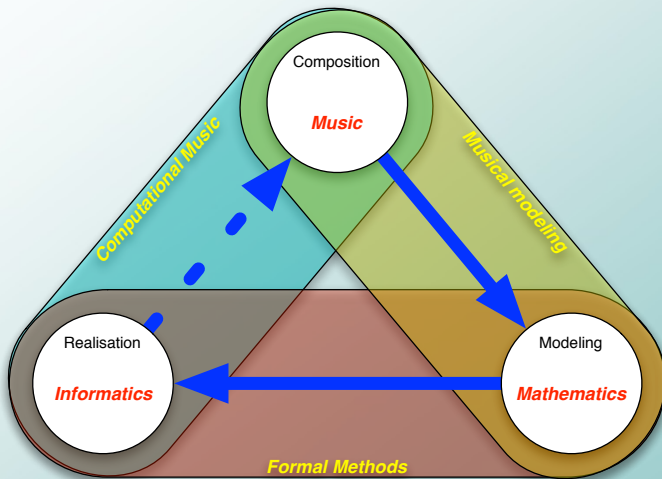 Composition
Music
Computational Music
Musical modeling
Realisation
Informatics
Modeling
Mathematics
Formal Methods